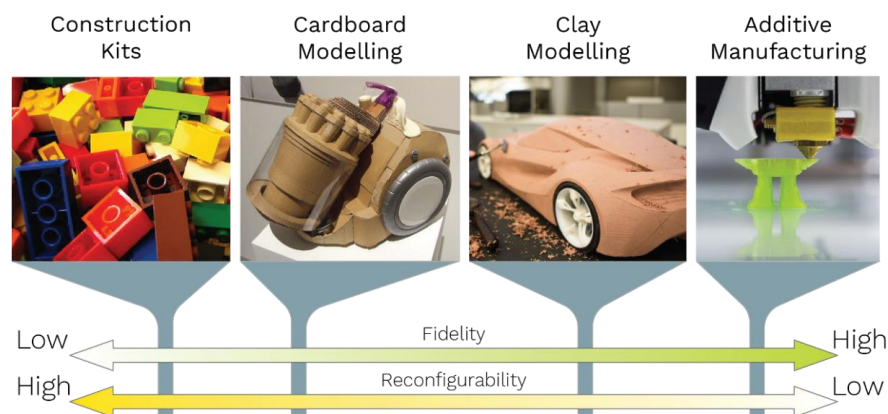 Construction
Kits
Cardboard
Modelling
Clay
Modelling
Additive
Manufacturing
Low
Fidelity
High
High
Reconfigurability
Low